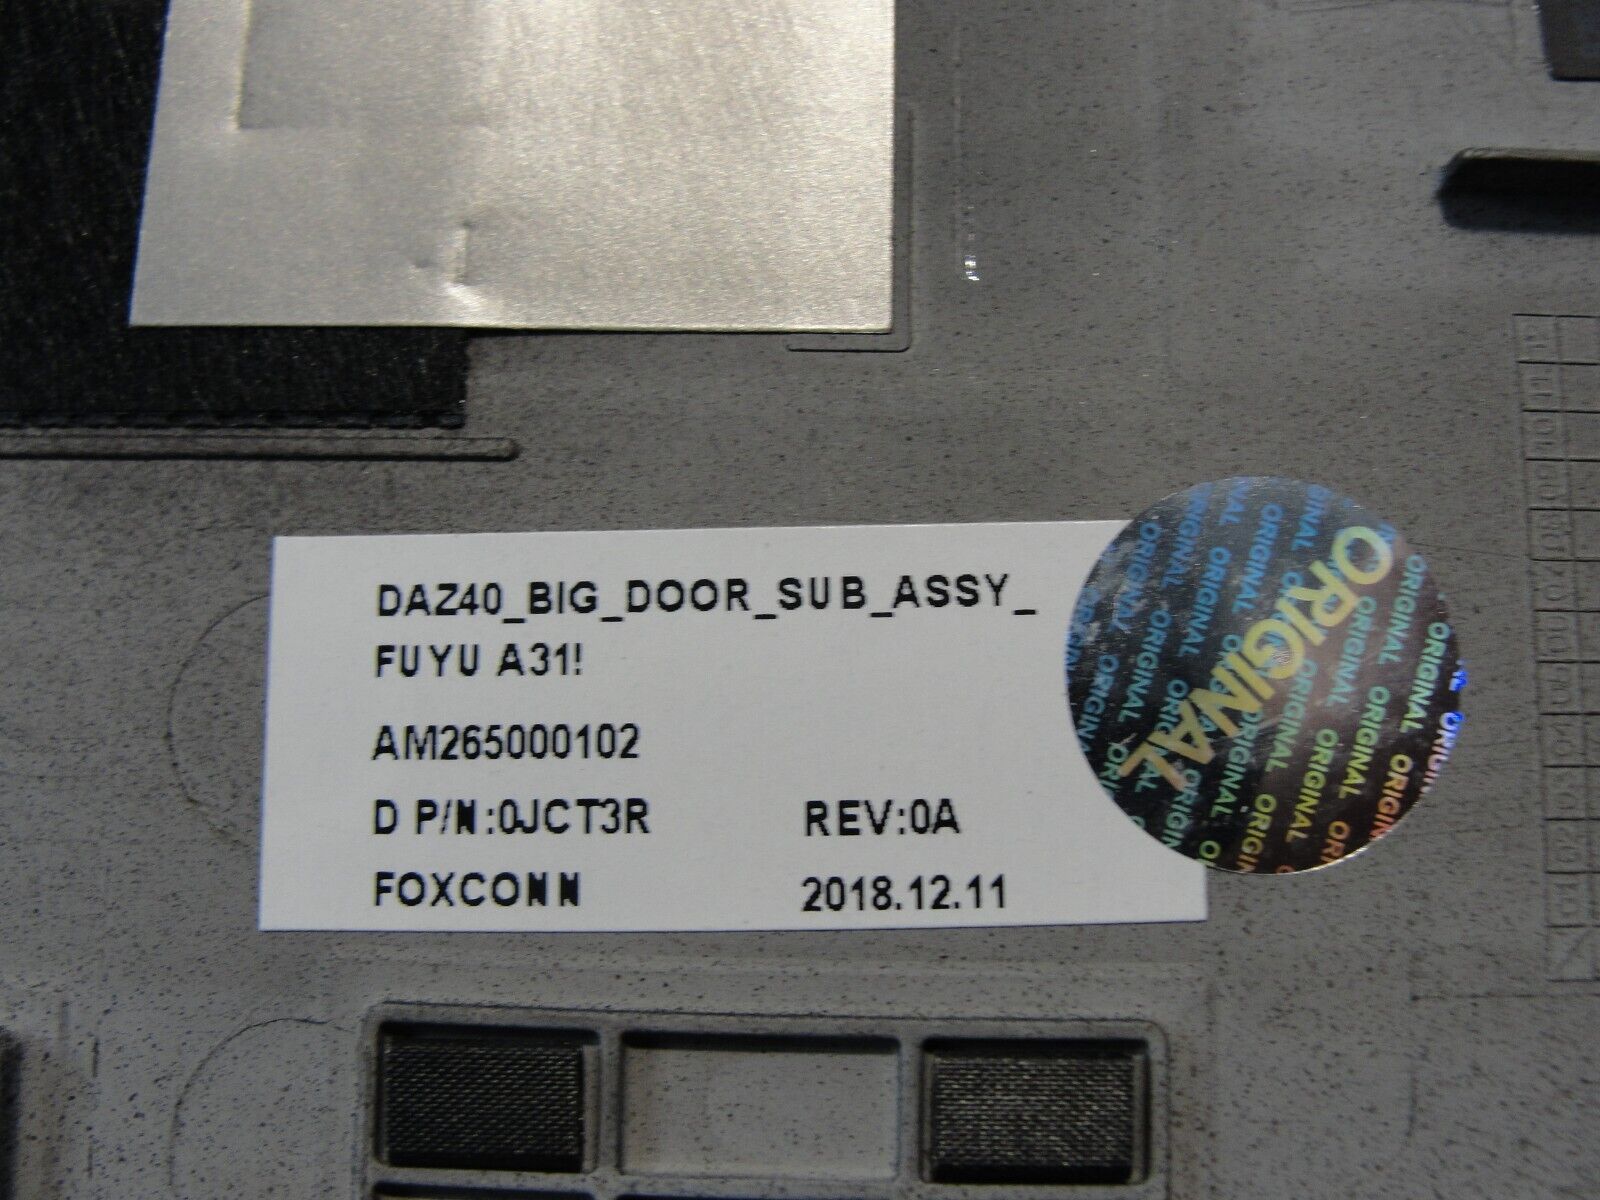 DAZ40_BIG_DOOR_SUB_ASSY_
FUYU A31!
AM265000102
D P/N:0JCT3R REV:0A
FOXCONN 2018.12.11
ORIGINAL